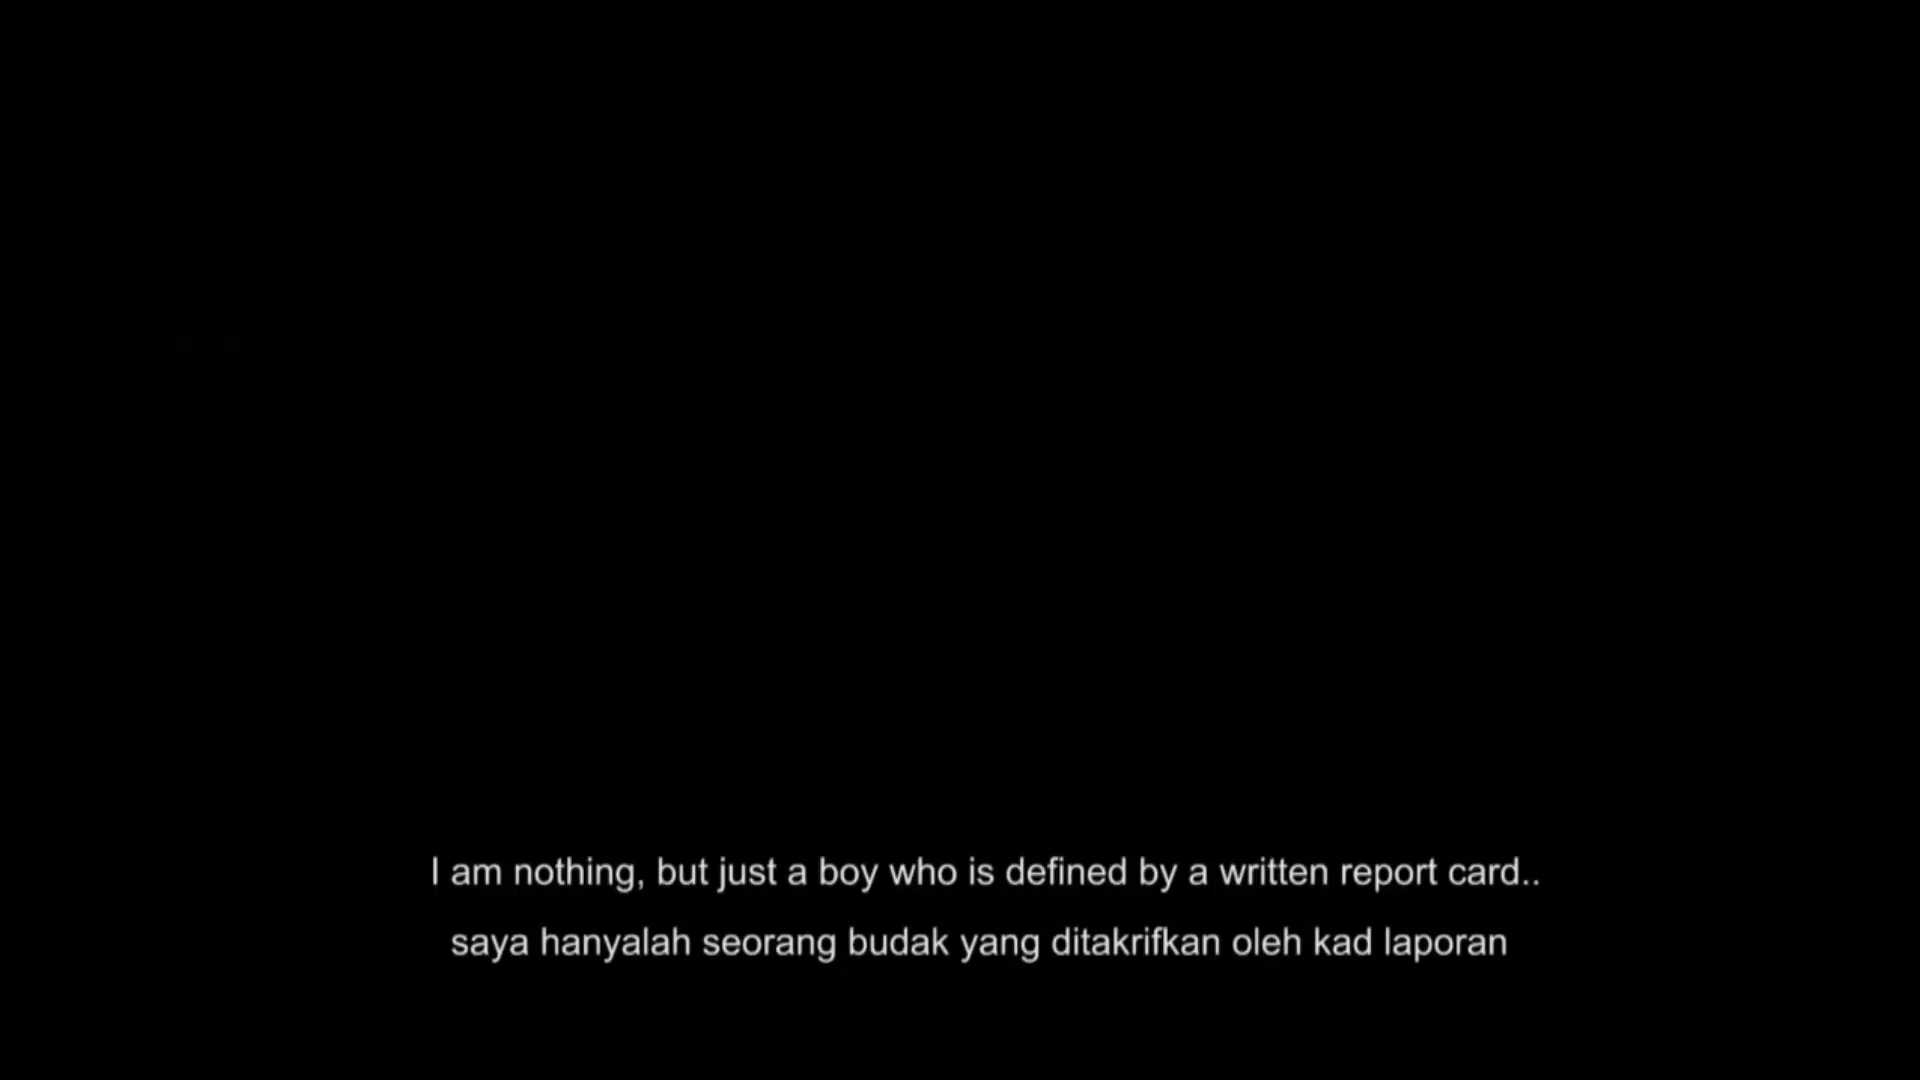 I am nothing, but just a boy who is defined by a written report card..
saya hanyalah seorang budak yang ditakrifkan oleh kad laporan